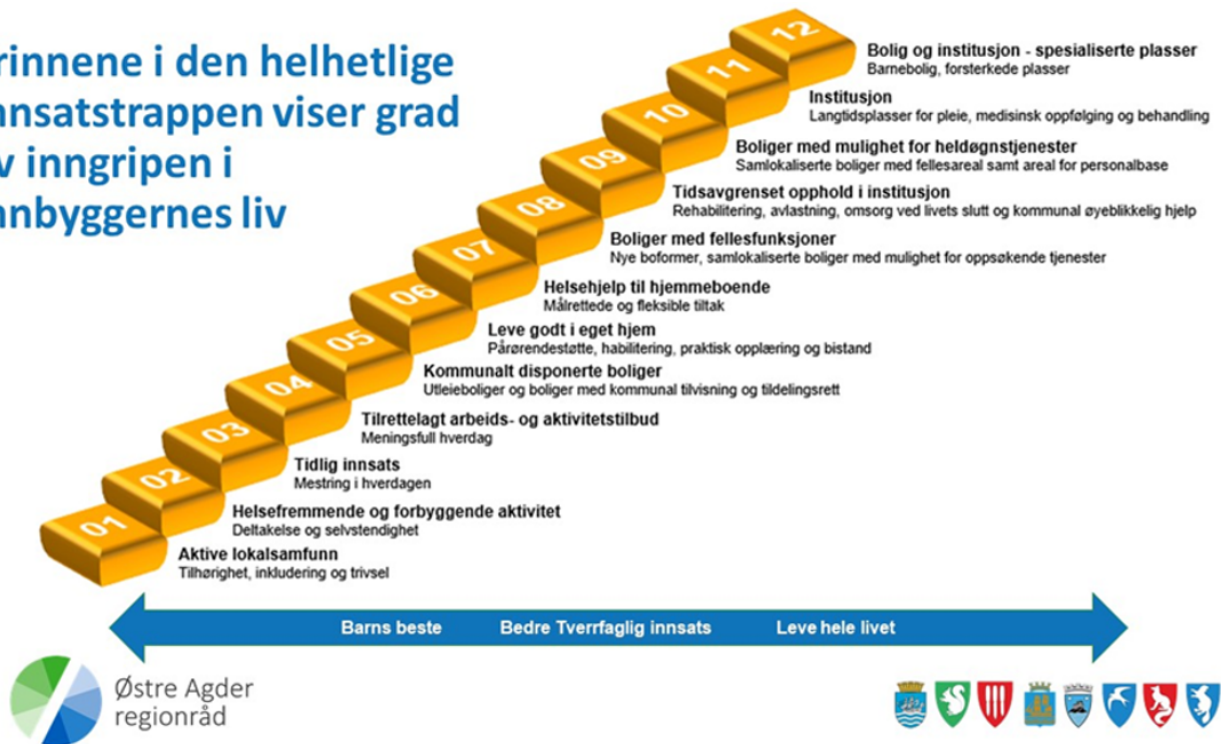 rinnene i den helhetlige
nnsatstrappen viser grad
v inngripen i
nnbyggernes liv
12
Bolig og institusjon - spesialiserte plasser
Barnebolig, forsterkede plasser
11
Institusjon
Langtidsplasser for pleie, medisinsk oppfølging og behandling
10
Boliger med mulighet for heldøgnstjenester
Samlokaliserte boliger med fellesareal samt areal for personalbase
09
Tidsavgrenset opphold i institusjon
Rehabilitering, avlastning, omsorg ved livets slutt og kommunal øyeblikkelig hjelp
08
Boliger med fellesfunksjoner
Nye boformer, samlokaliserte boliger med mulighet for oppsøkende tjenester
07
Helsehjelp til hjemmeboende
Målrettede og fleksible tiltak
06
Leve godt i eget hjem
Pårørendestøtte, habilitering, praktisk opplæring og bistand
05
Kommunalt disponerte boliger
Utleieboliger og boliger med kommunal tilvisning og tildelingsrett
04
Tilrettelagt arbeids- og aktivitetstilbud
Meningsfull hverdag
03
Tidlig innsats
Mestring i hverdagen
02
Helsefremmende og forbyggende aktivitet
Deltakelse og selvstendighet
01
Aktive lokalsamfunn
Tilhørighet, inkludering og trivsel
Barns beste Bedre Tverrfaglig innsats Leve hele livet
Østre Agder
regionråd